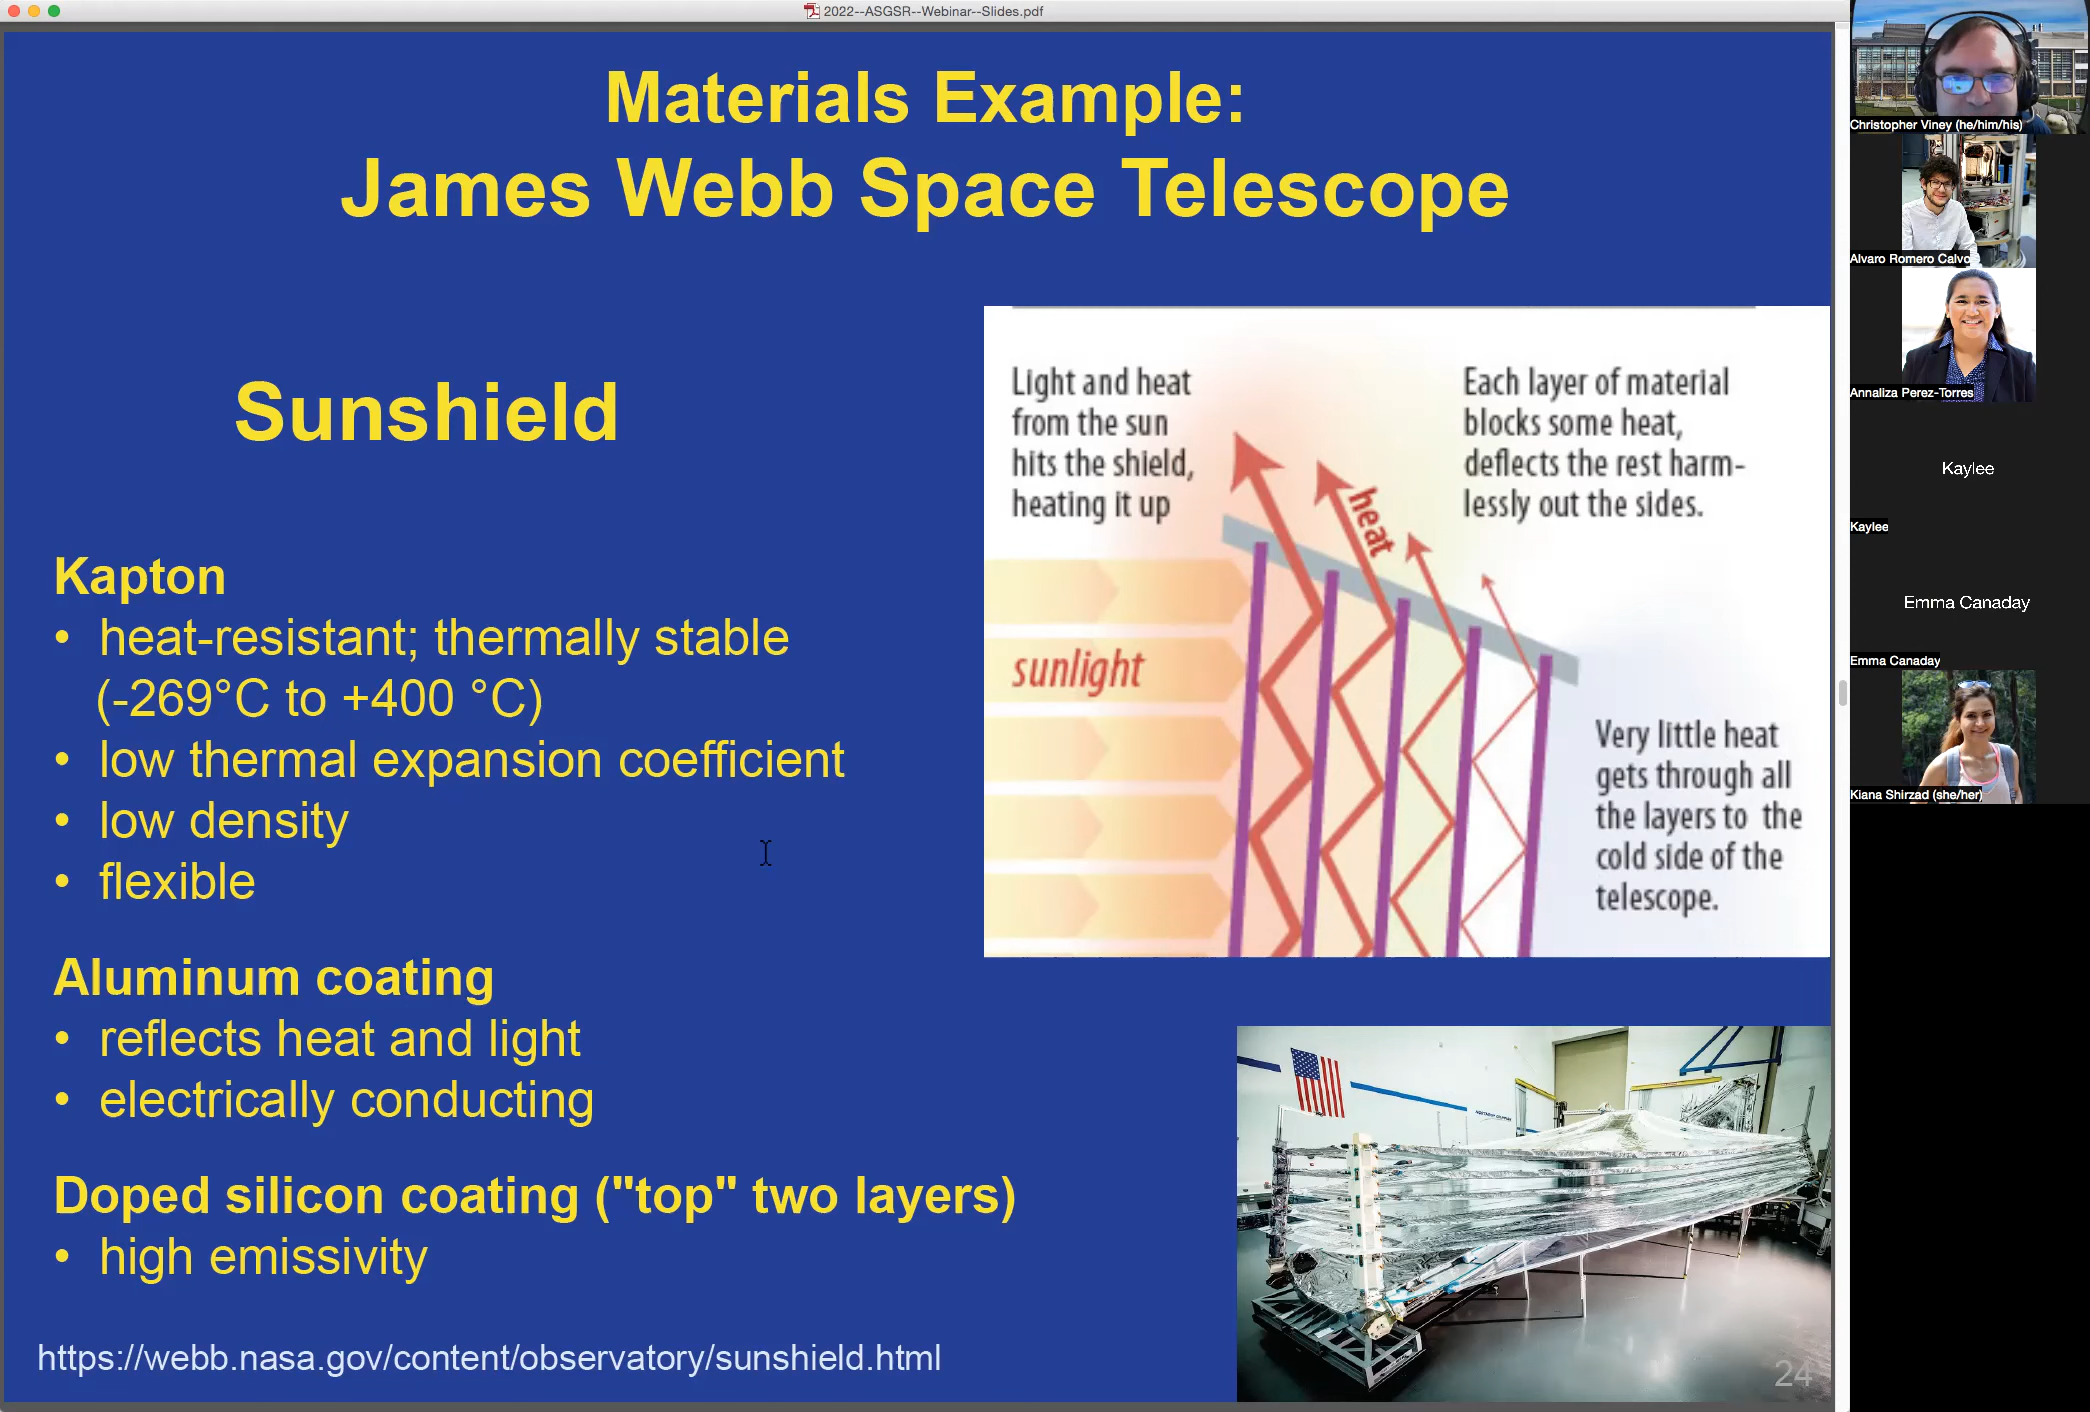 2022--ASGSR--Webinar--Slides.pdf
Materials Example:
James Webb Space Telescope
Sunshield
Kapton
• heat-resistant; thermally stable
(-269°C to +400 °C)
• low thermal expansion coefficient
• low density
• flexible
Aluminum coating
• reflects heat and light
• electrically conducting
Doped silicon coating ("top" two layers)
• high emissivity
https://webb.nasa.gov/content/observatory/sunshield.html
Light and heat
from the sun
hits the shield,
heating it up
Each layer of material
blocks some heat,
deflects the rest harm-
lessly out the sides.
heat
sunlight
Very little heat
gets through all
the layers to the
cold side of the
telescope.
24
Christopher Viney (he/him/his)
Alvaro Romero Calvo
Annaliza Perez-Torres
Kaylee
Kaylee
Emma Canaday
Emma Canaday
Kiana Shirzad (she/her)